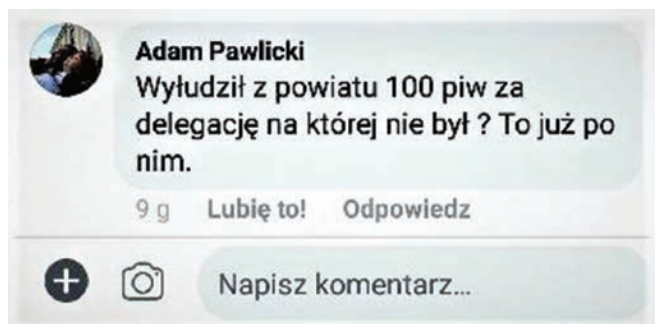 Adam Pawlicki
Wyłudził z powiatu 100 piw za
delegację na której nie był ? To już po
nim.
9 g Lubię to! Odpowiedz
Napisz komentarz...